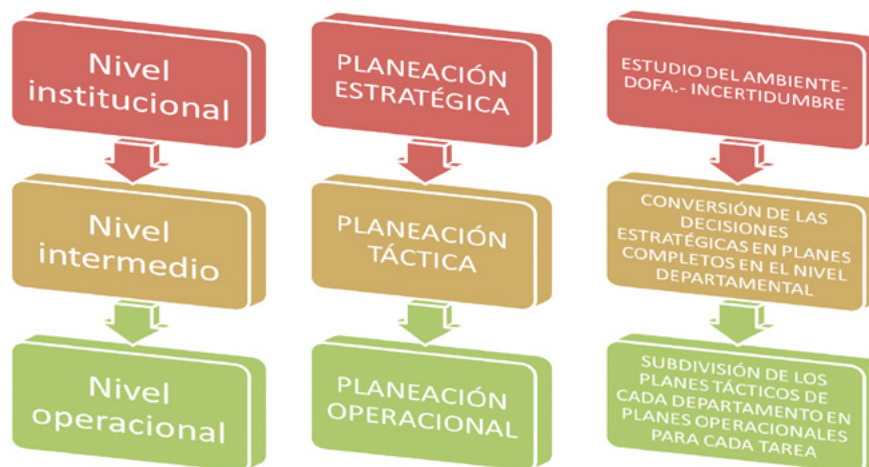 Nivel
institucional
PLANEACIÓN
ESTRATÉGICA
ESTUDIO DEL AMBIENTE-
DOFA.- INCERTIDUMBRE
Nivel
intermedio
PLANEACIÓN
TÁCTICA
CONVERSIÓN DE LAS
DECISIONES
ESTRATÉGICAS EN PLANES
COMPLETOS EN EL NIVEL
DEPARTAMENTAL
Nivel
operacional
PLANEACIÓN
OPERACIONAL
SUBDIVISIÓN DE LOS
PLANES TÁCTICOS DE
CADA DEPARTAMENTO EN
PLANES OPERACIONALES
PARA CADA TAREA